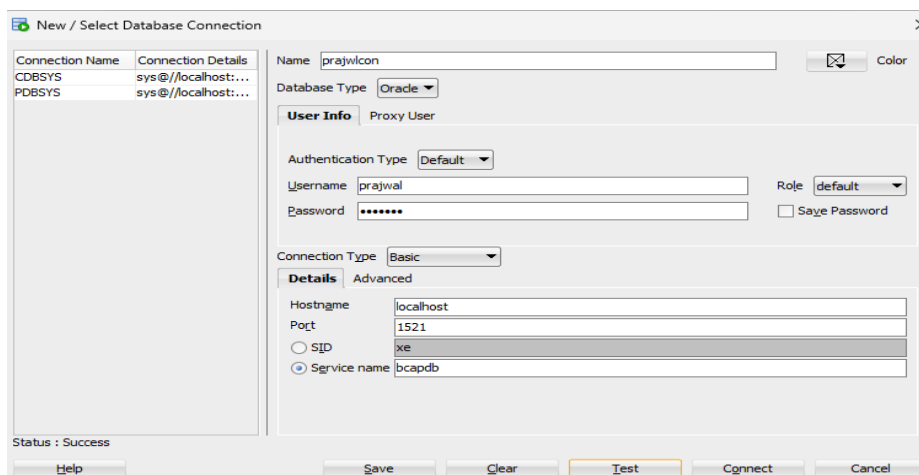 New / Select Database Connection
Connection Name Connection Details
CDBSYS sys@//localhost:...
PDBSYS sys@//localhost:...
Name prajwlcon Color
Database Type Oracle
User Info Proxy User
Authentication Type Default
Username prajwal Role default
Password ••••••• Save Password
Connection Type Basic
Details Advanced
Hostname localhost
Port 1521
SID xe
Service name bcapdb
Status : Success
Help Save Clear Test Connect Cancel